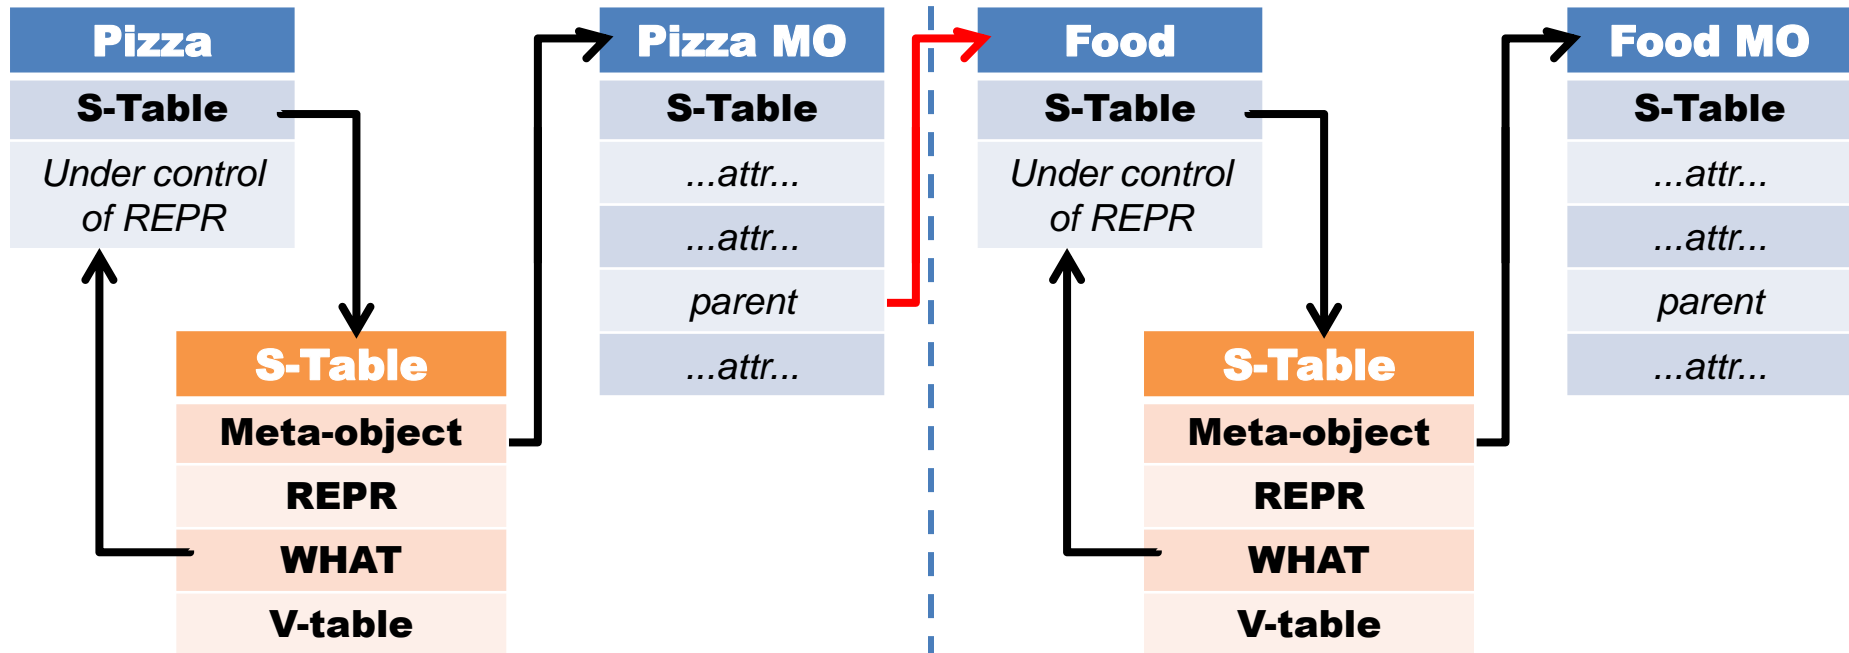 Pizza
S-Table
Under control
of REPR
S-Table
Meta-object
REPR
WHAT
V-table
Pizza MO
S-Table
...attr...
...attr...
parent
...attr...
Food
S-Table
Under control
of REPR
S-Table
Meta-object
REPR
WHAT
V-table
Food MO
S-Table
...attr...
...attr...
parent
...attr...